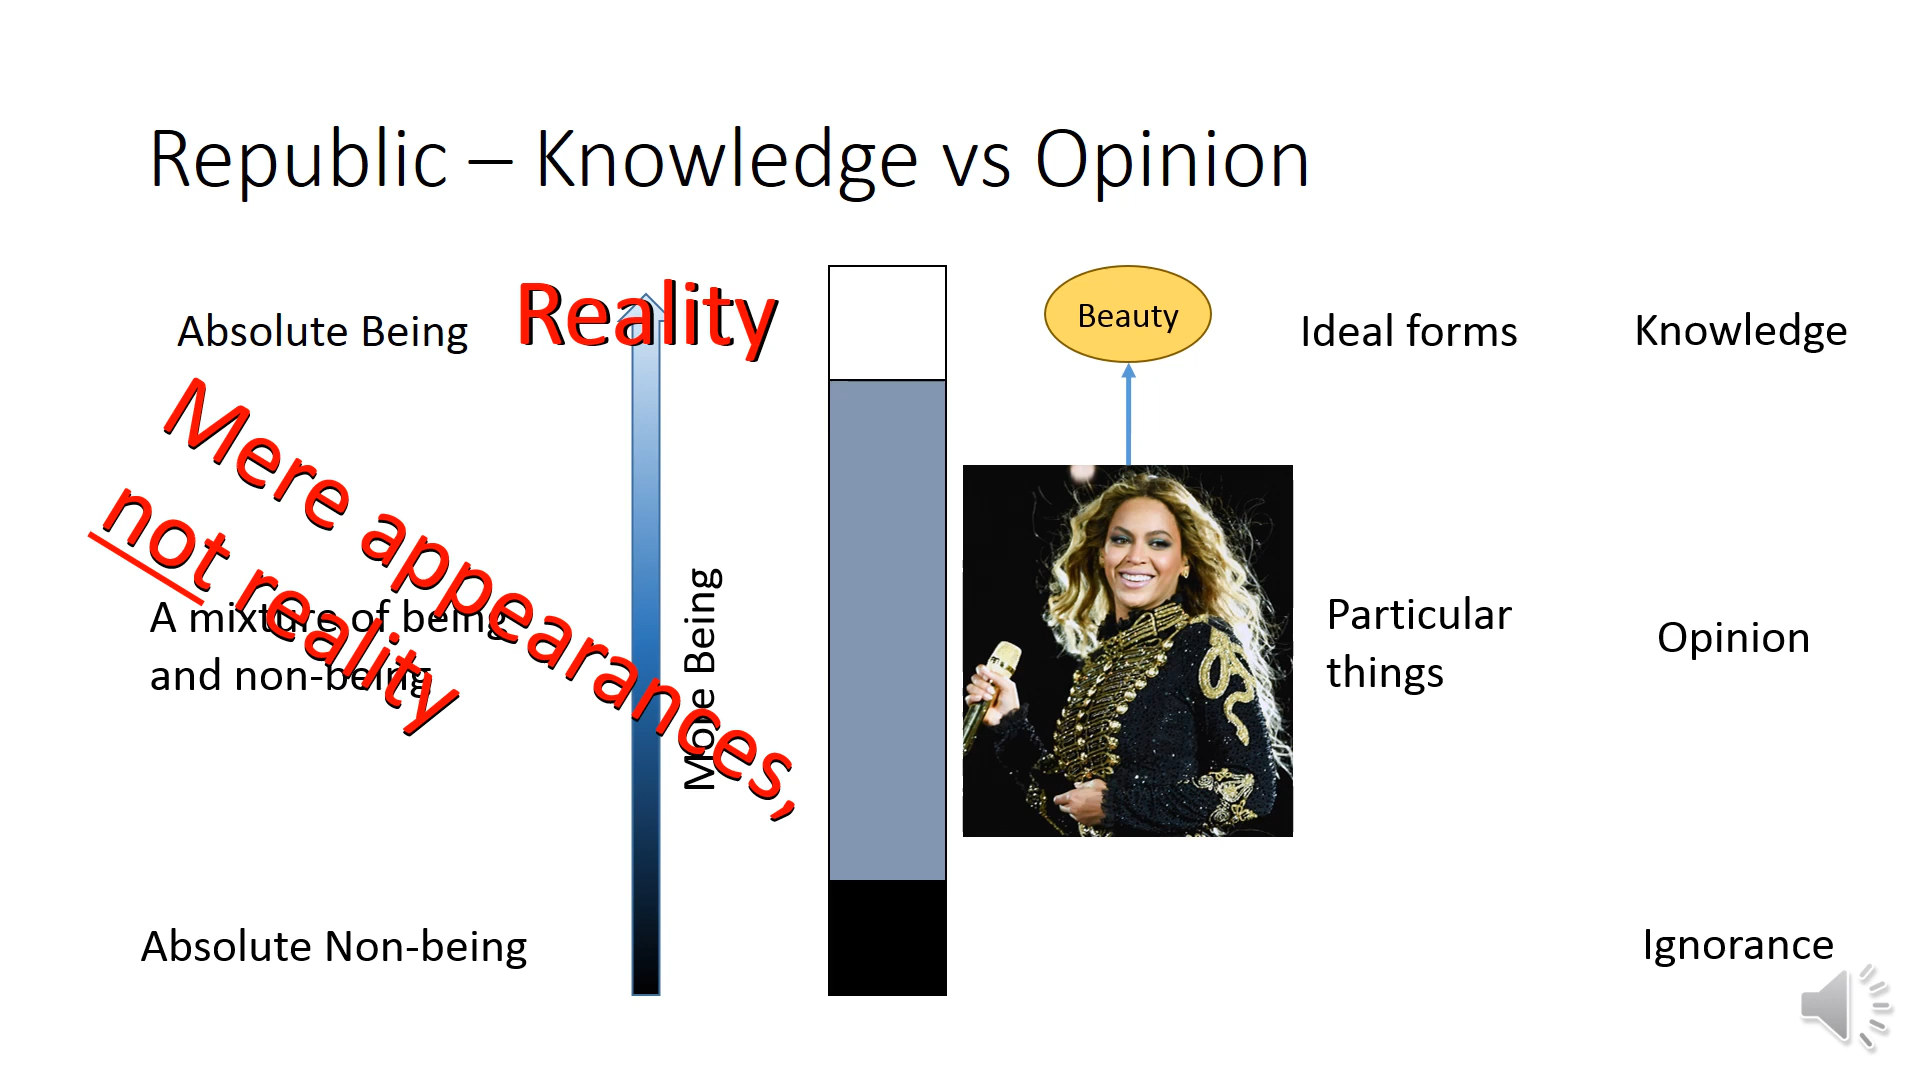 Republic – Knowledge vs Opinion
Absolute Being
Reality
Beauty
Ideal forms
Knowledge
Mere appearances,
not reality
A mixture of being
and non-being
More Being
Particular
things
Opinion
Absolute Non-being
Ignorance